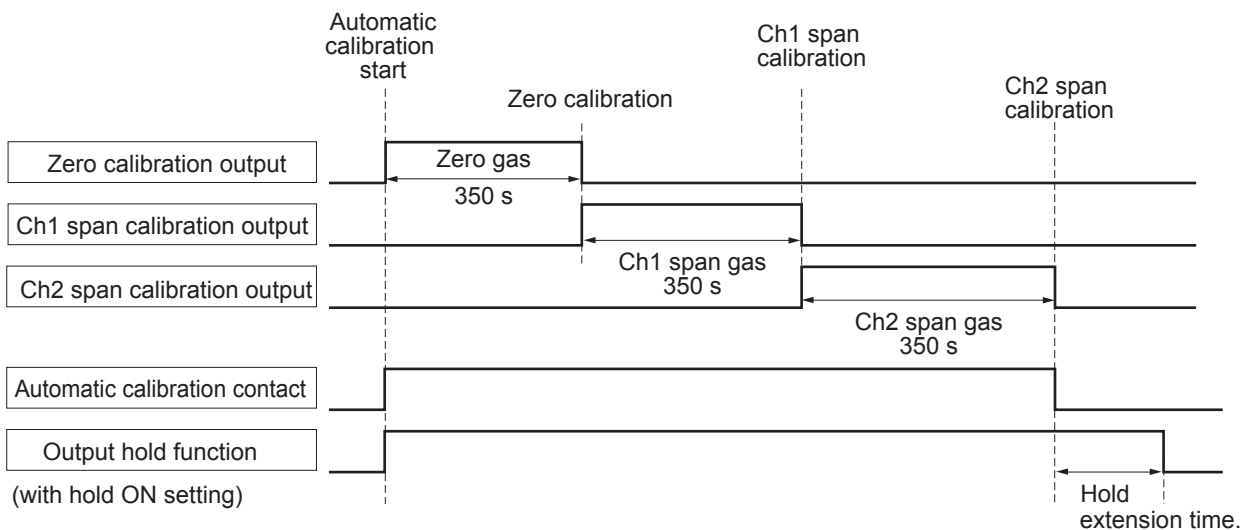 Automatic
calibration
start
Ch1 span
calibration
Zero calibration
Ch2 span
calibration
Zero calibration output
Zero gas
350 s
Ch1 span calibration output
Ch1 span gas
350 s
Ch2 span calibration output
Ch2 span gas
350 s
Automatic calibration contact
Output hold function
(with hold ON setting)
Hold
extension time.